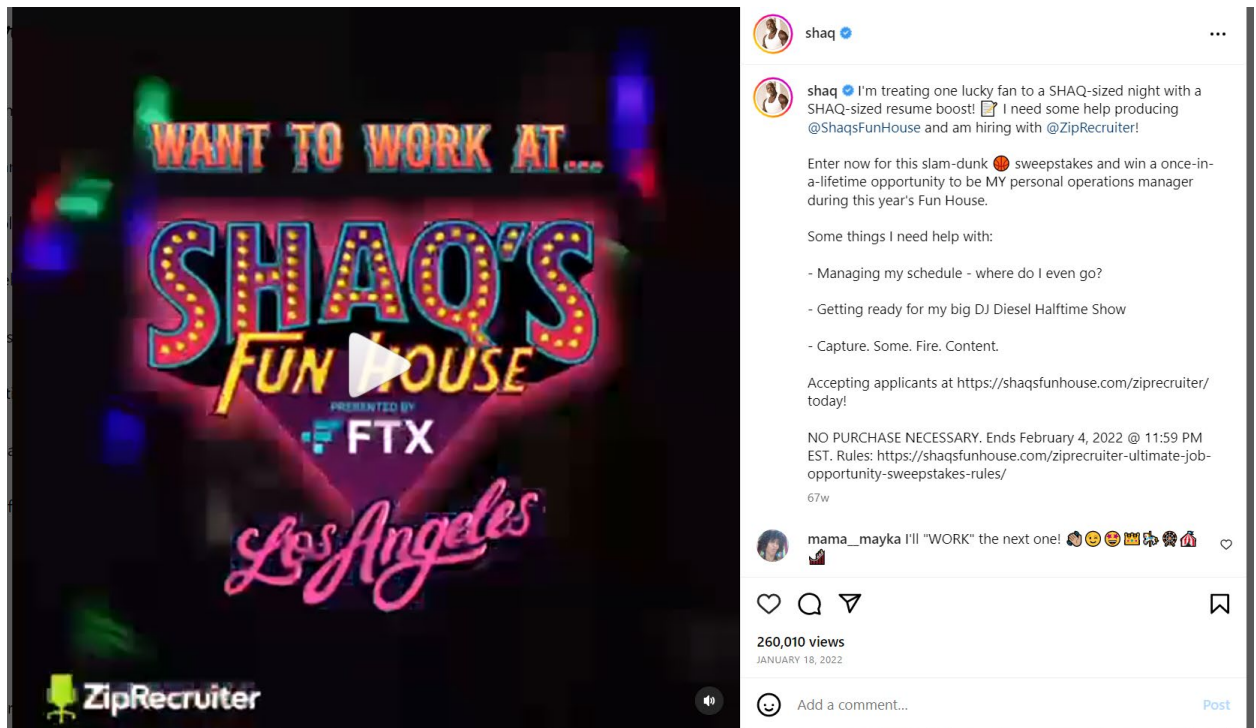 WANT TO WORK AT...
SHAQ'S
FUN HOUSE
PRESENTED BY
FTX
Los Angeles
ZipRecruiter
shaq
shaq I'm treating one lucky fan to a SHAQ-sized night with a
SHAQ-sized resume boost! 📝 I need some help producing
@ShaqsFunHouse and am hiring with @ZipRecruiter!
Enter now for this slam-dunk 🏀 sweepstakes and win a once-in-
a-lifetime opportunity to be MY personal operations manager
during this year's Fun House.
Some things I need help with:
- Managing my schedule - where do I even go?
- Getting ready for my big DJ Diesel Halftime Show
- Capture. Some. Fire. Content.
Accepting applicants at https://shaqsfunhouse.com/ziprecruiter/
today!
NO PURCHASE NECESSARY. Ends February 4, 2022 @ 11:59 PM
EST. Rules: https://shaqsfunhouse.com/ziprecruiter-ultimate-job-
opportunity-sweepstakes-rules/
67w
mama__mayka I'll "WORK" the next one!
260,010 views
JANUARY 18, 2022
Add a comment...
Post